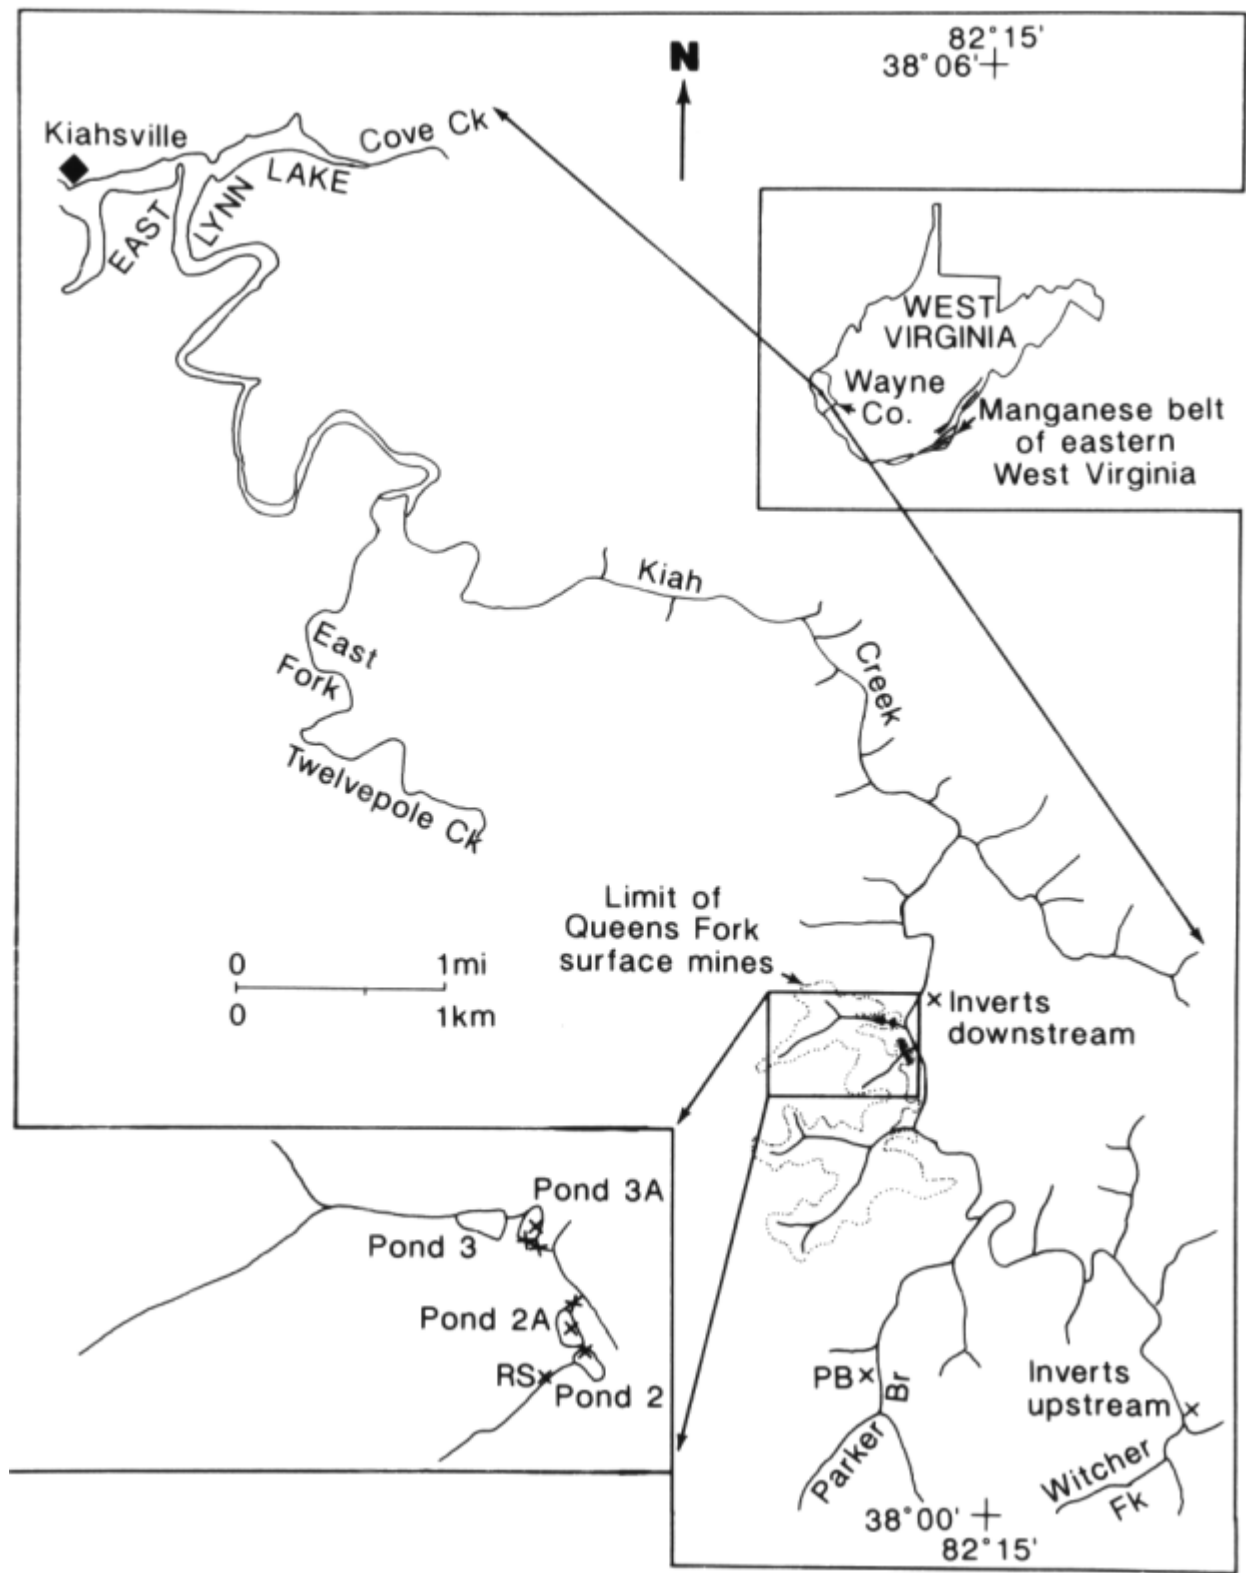 82°15'
38°06'
N
Kiahsville
Cove Ck
EAST
LYNN
LAKE
WEST
VIRGINIA
Wayne
Co.
Manganese belt
of eastern
West Virginia
Kiah
Creek
East
Fork
Twelvepole Ck
Limit of
Queens Fork
surface mines
0 1mi
0 1km
Inverts
downstream
Pond 3A
Pond 3
Pond 2A
RS
Pond 2
PB
Br
Parker
Inverts
upstream
Witcher
Fk
38°00'
82°15'